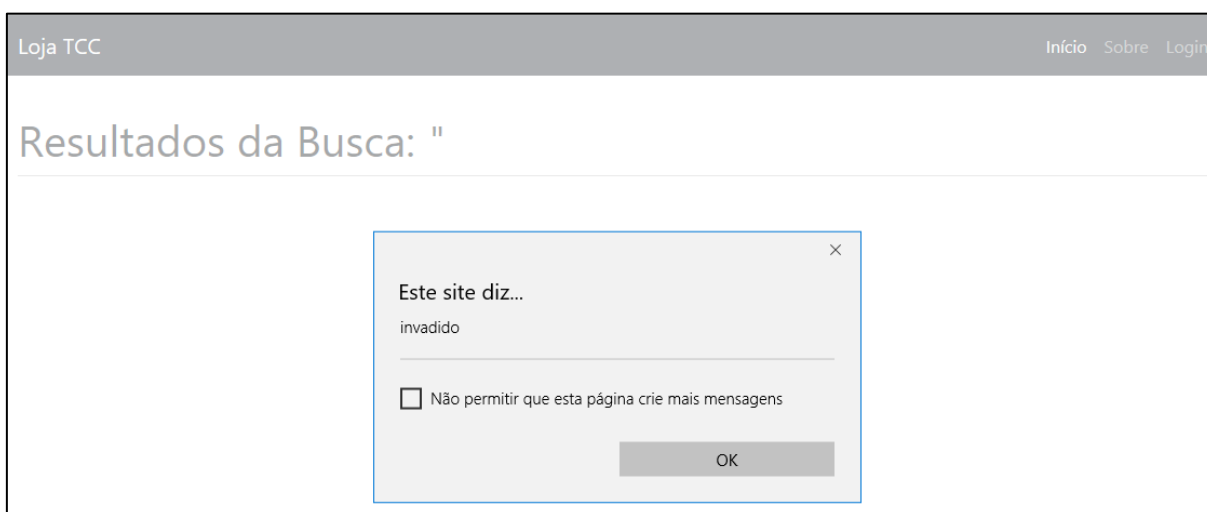 Loja TCC
Início Sobre Login
Resultados da Busca: "
Este site diz...
invadido
Não permitir que esta página crie mais mensagens
OK